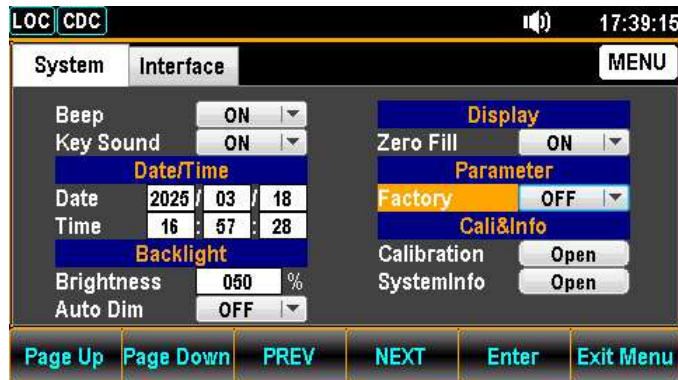 LOC CDC 17:39:15
System Interface MENU
Beep ON
Key Sound ON
Date/Time
Date 2025 / 03 / 18
Time 16 : 57 : 28
Backlight
Brightness 050 %
Auto Dim OFF
Display
Zero Fill ON
Parameter
Factory OFF
Cali&Info
Calibration Open
SystemInfo Open
Page Up Page Down PREV NEXT Enter Exit Menu